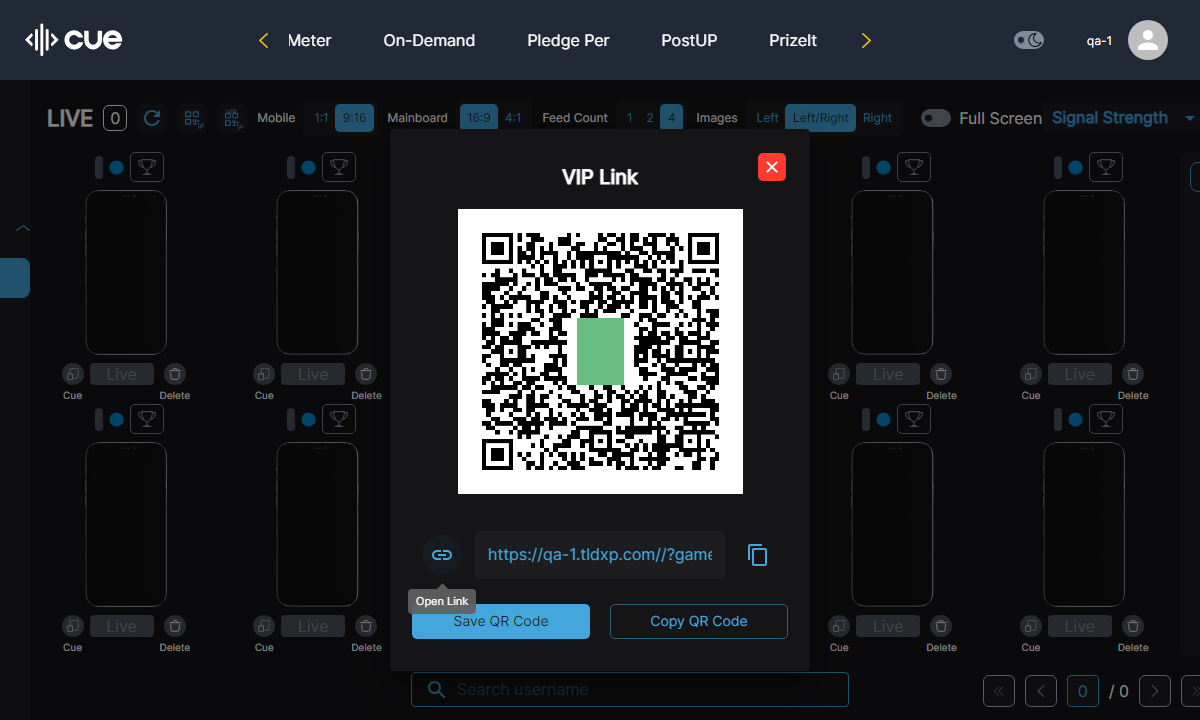 cue
Meter On-Demand Pledge Per PostUP PrizeIt
qa-1
LIVE 0 Mobile 1:1 9:16 Mainboard 16:9 4:1 Feed Count 1 2 4 Images Left Left/Right Right Full Screen Signal Strength
VIP Link
Live Live Live Live
Cue Delete Cue Delete Cue Delete Cue Delete
https://qa-1.tldxp.com//?game
Open Link
Save QR Code Copy QR Code
Live Live Live Live
Cue Delete Cue Delete Cue Delete Cue Delete
Search username
0 / 0